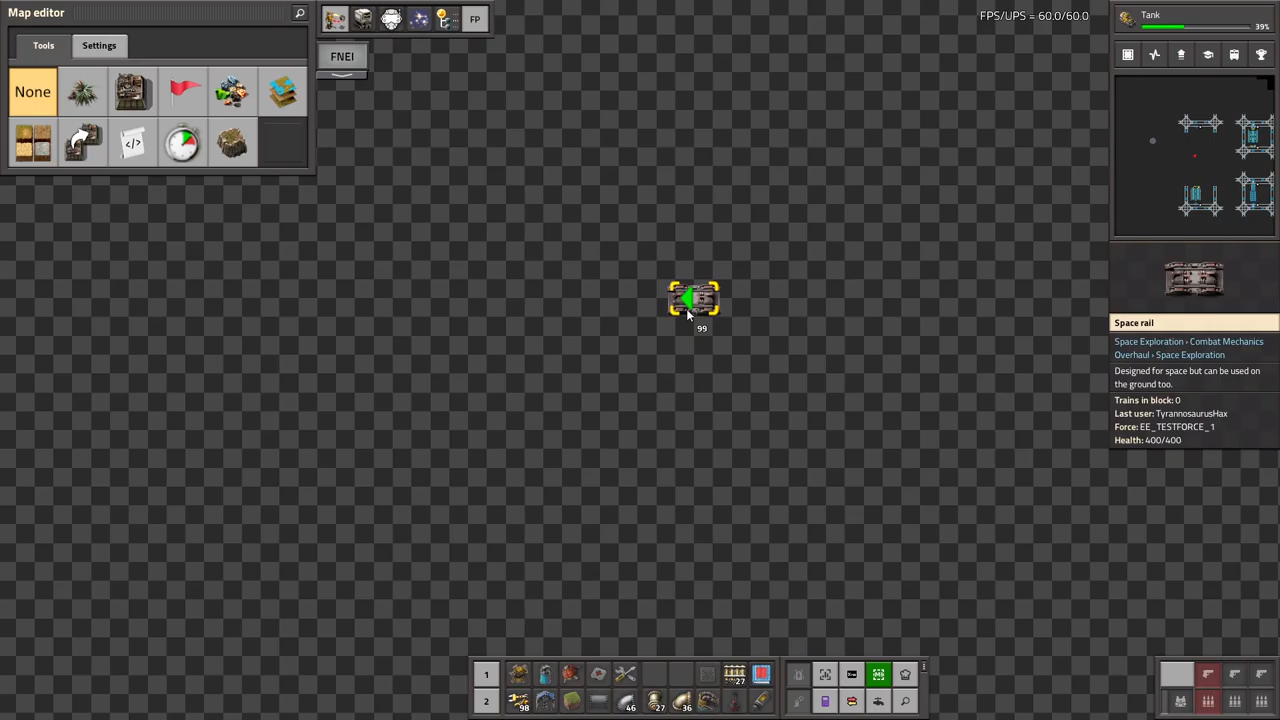 Map editor
Tools
Settings
None
</>
FP
FNEI
FPS/UPS = 60.0/60.0
Tank
39%
99
Space rail
Space Exploration › Combat Mechanics
Overhaul › Space Exploration
Designed for space but can be used on
the ground too.
Trains in block: 0
Last user: TyrannosaurusHax
Force: EE_TESTFORCE_1
Health: 400/400
1
27
2
98
46
27
36